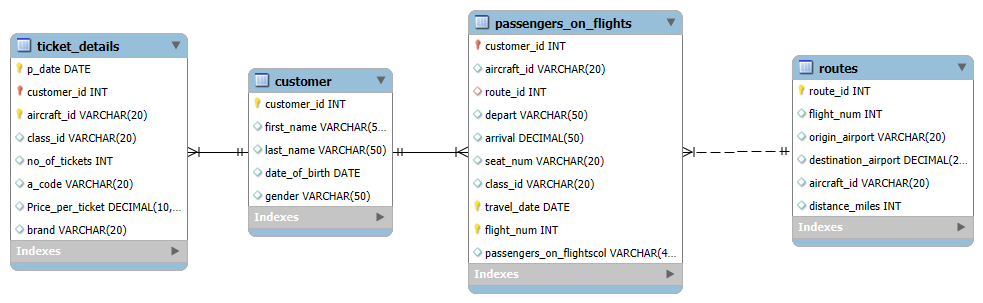 ticket_details
p_date DATE
customer_id INT
aircraft_id VARCHAR(20)
class_id VARCHAR(20)
no_of_tickets INT
a_code VARCHAR(20)
Price_per_ticket DECIMAL(10,...
brand VARCHAR(20)
Indexes
customer
customer_id INT
first_name VARCHAR(5...
last_name VARCHAR(50)
date_of_birth DATE
gender VARCHAR(50)
Indexes
passengers_on_flights
customer_id INT
aircraft_id VARCHAR(20)
route_id INT
depart VARCHAR(50)
arrival DECIMAL(50)
seat_num VARCHAR(20)
class_id VARCHAR(20)
travel_date DATE
flight_num INT
passengers_on_flightscol VARCHAR(4...
Indexes
routes
route_id INT
flight_num INT
origin_airport VARCHAR(20)
destination_airport DECIMAL(2...
aircraft_id VARCHAR(20)
distance_miles INT
Indexes